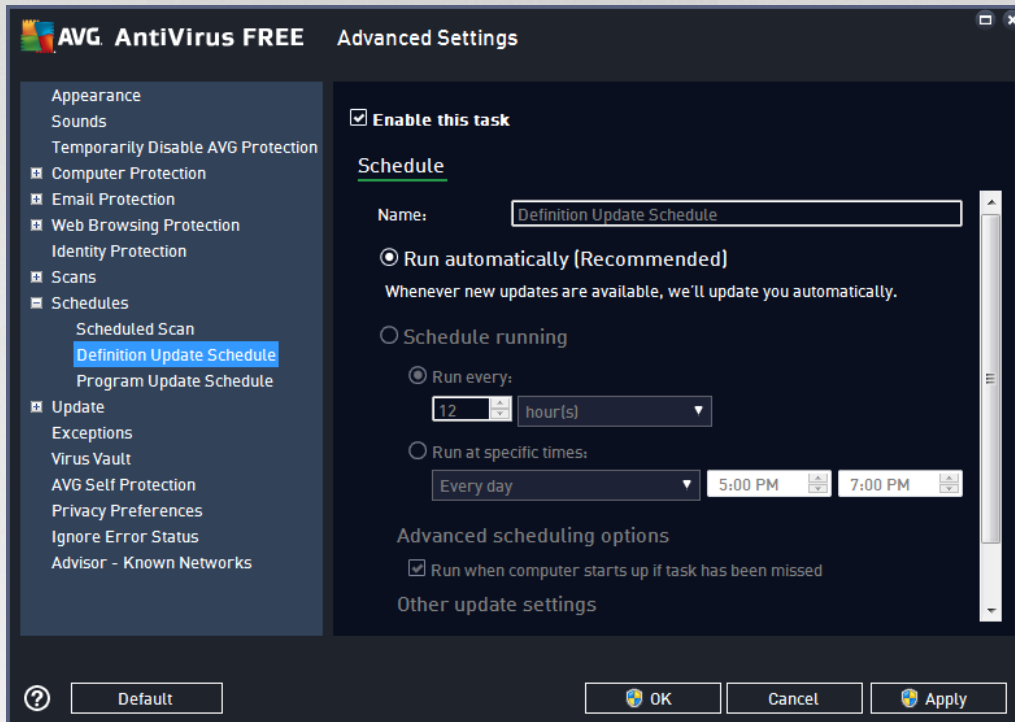 AVG. AntiVirus FREE Advanced Settings
Appearance
Sounds
Temporarily Disable AVG Protection
Computer Protection
Email Protection
Web Browsing Protection
Identity Protection
Scans
Schedules
Scheduled Scan
Definition Update Schedule
Program Update Schedule
Update
Exceptions
Virus Vault
AVG Self Protection
Privacy Preferences
Ignore Error Status
Advisor - Known Networks
Enable this task
Schedule
Name: Definition Update Schedule
Run automatically (Recommended)
Whenever new updates are available, we'll update you automatically.
Schedule running
Run every:
12 hour(s)
Run at specific times:
Every day 5:00 PM 7:00 PM
Advanced scheduling options
Run when computer starts up if task has been missed
Other update settings
? Default OK Cancel Apply